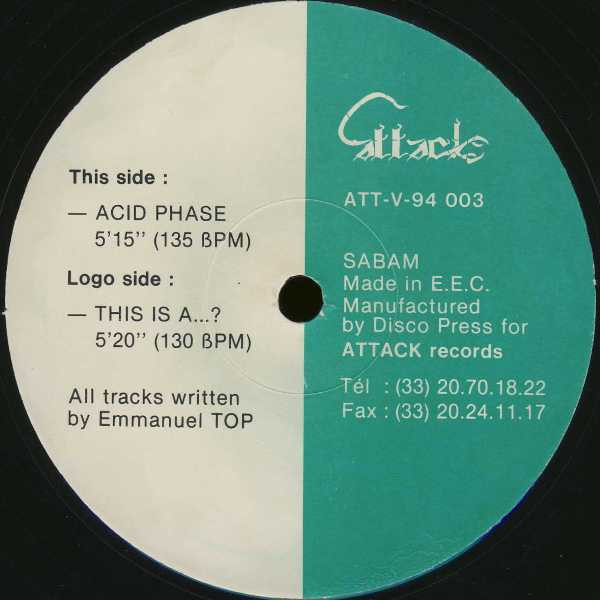 This side :
— ACID PHASE
5'15'' (135 ßPM)
Logo side :
— THIS IS A...?
5'20'' (130 ßPM)
All tracks written
by Emmanuel TOP
attack
ATT-V-94 003
SABAM
Made in E.E.C.
Manufactured
by Disco Press for
ATTACK records
Tél : (33) 20.70.18.22
Fax : (33) 20.24.11.17